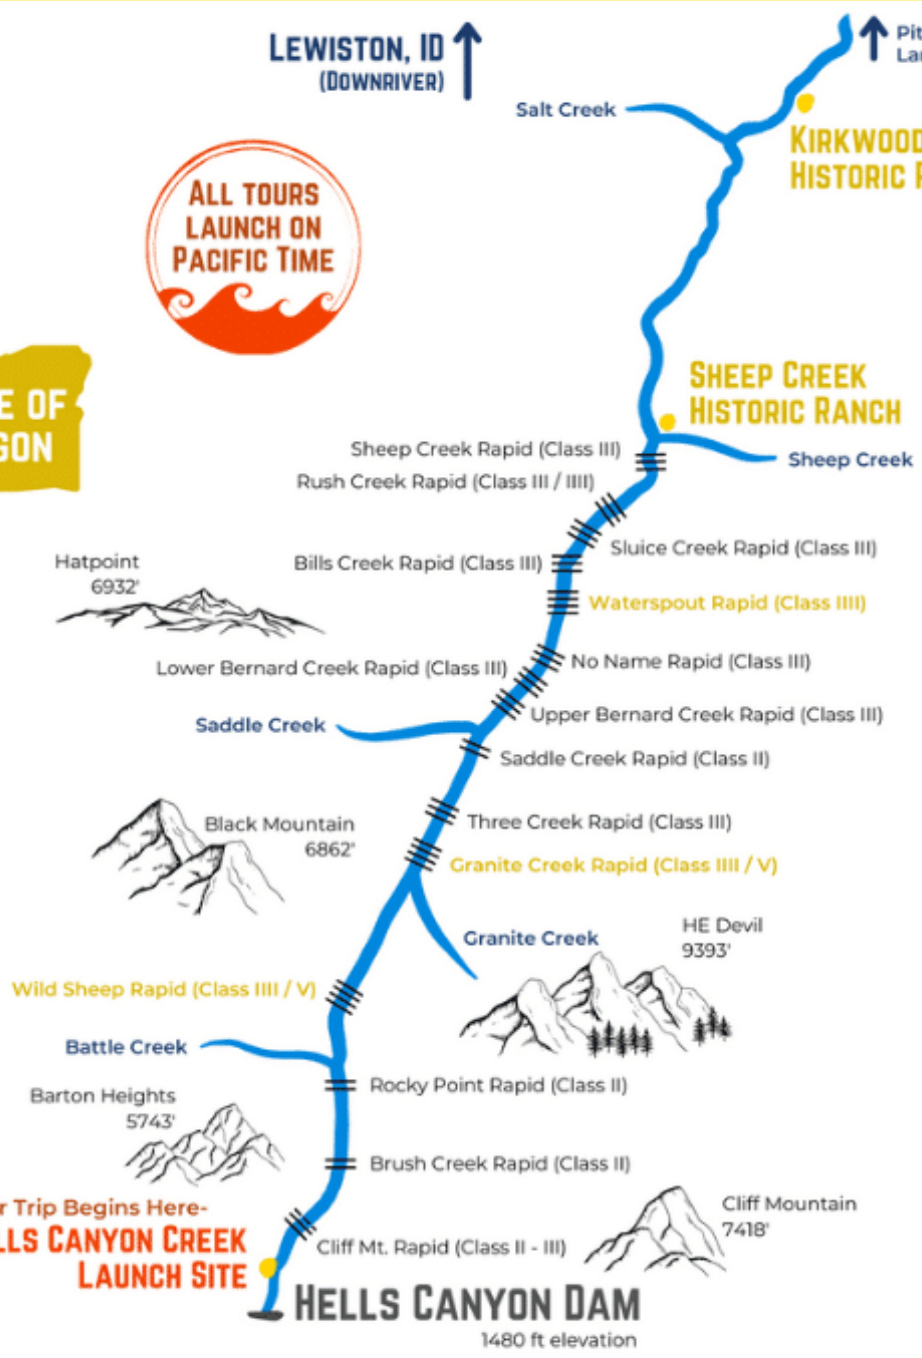 LEWISTON, ID
(DOWNRIVER)
Salt Creek
KIRKWOOD
HISTORIC
ALL TOURS
LAUNCH ON
PACIFIC TIME
SHEEP CREEK
HISTORIC RANCH
OF
Sheep Creek Rapid (Class III)
Sheep Creek
Rush Creek Rapid (Class III / IIII)
Sluice Creek Rapid (Class III)
Hatpoint
6932'
Bills Creek Rapid (Class III)
Waterspout Rapid (Class IIII)
Lower Bernard Creek Rapid (Class III)
No Name Rapid (Class III)
Upper Bernard Creek Rapid (Class III)
Saddle Creek
Saddle Creek Rapid (Class II)
Black Mountain
6862'
Three Creek Rapid (Class III)
Granite Creek Rapid (Class IIII / V)
Granite Creek
HE Devil
9393'
Wild Sheep Rapid (Class IIII / V)
Battle Creek
Rocky Point Rapid (Class II)
Barton Heights
5743'
Brush Creek Rapid (Class II)
Trip Begins Here-
CANYON CREEK
LAUNCH SITE
Cliff Mountain
7418'
Cliff Mt. Rapid (Class II - III)
HELLS CANYON DAM
1480 ft elevation